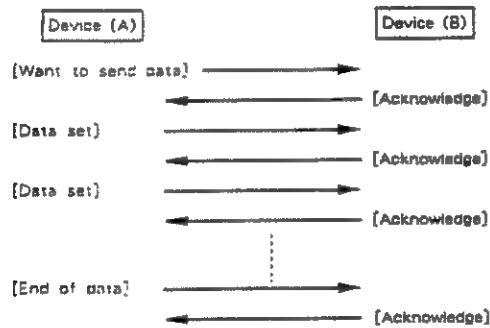 Device (A) Device (B)
[Want to send data]
[Acknowledge]
[Data set]
[Acknowledge]
[Data set]
[Acknowledge]
[End of data]
[Acknowledge]